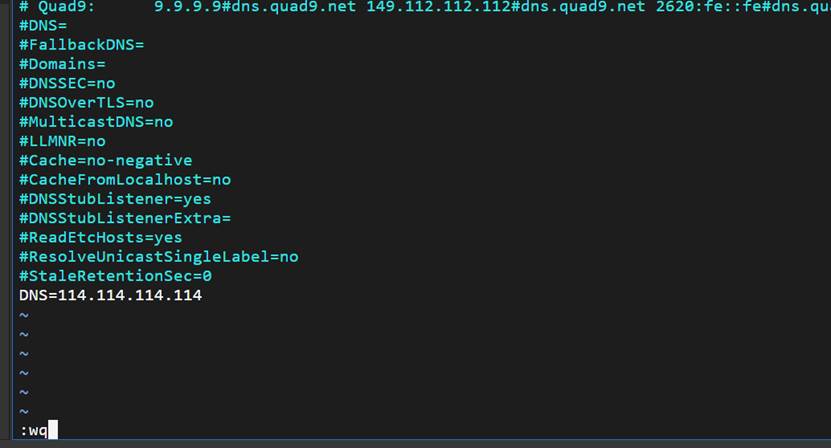 # Quad9:       9.9.9.9#dns.quad9.net 149.112.112.112#dns.quad9.net 2620:fe::fe#dns.qu
#DNS=
#FallbackDNS=
#Domains=
#DNSSEC=no
#DNSOverTLS=no
#MulticastDNS=no
#LLMNR=no
#Cache=no-negative
#CacheFromLocalhost=no
#DNSStubListener=yes
#DNSStubListenerExtra=
#ReadEtcHosts=yes
#ResolveUnicastSingleLabel=no
#StaleRetentionSec=0
DNS=114.114.114.114
~
~
~
~
~
~
:wq